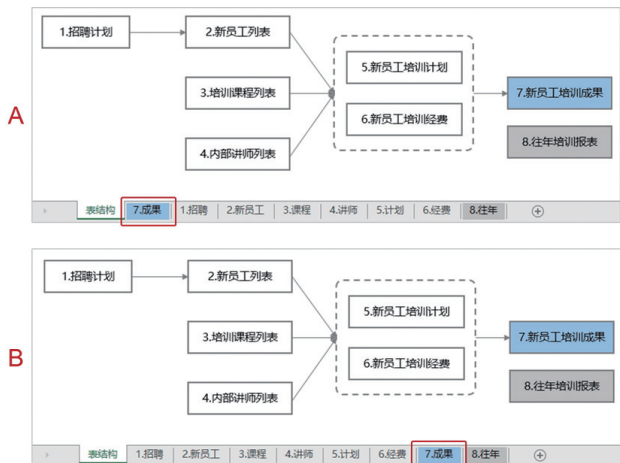 A
1.招聘计划
2.新员工列表
3.培训课程列表
4.内部讲师列表
5.新员工培训计划
6.新员工培训经费
7.新员工培训成果
8.往年培训报表
表结构 7.成果 1.招聘 2.新员工 3.课程 4.讲师 5.计划 6.经费 8.往年
B
1.招聘计划
2.新员工列表
3.培训课程列表
4.内部讲师列表
5.新员工培训计划
6.新员工培训经费
7.新员工培训成果
8.往年培训报表
表结构 1.招聘 2.新员工 3.课程 4.讲师 5.计划 6.经费 7.成果 8.往年